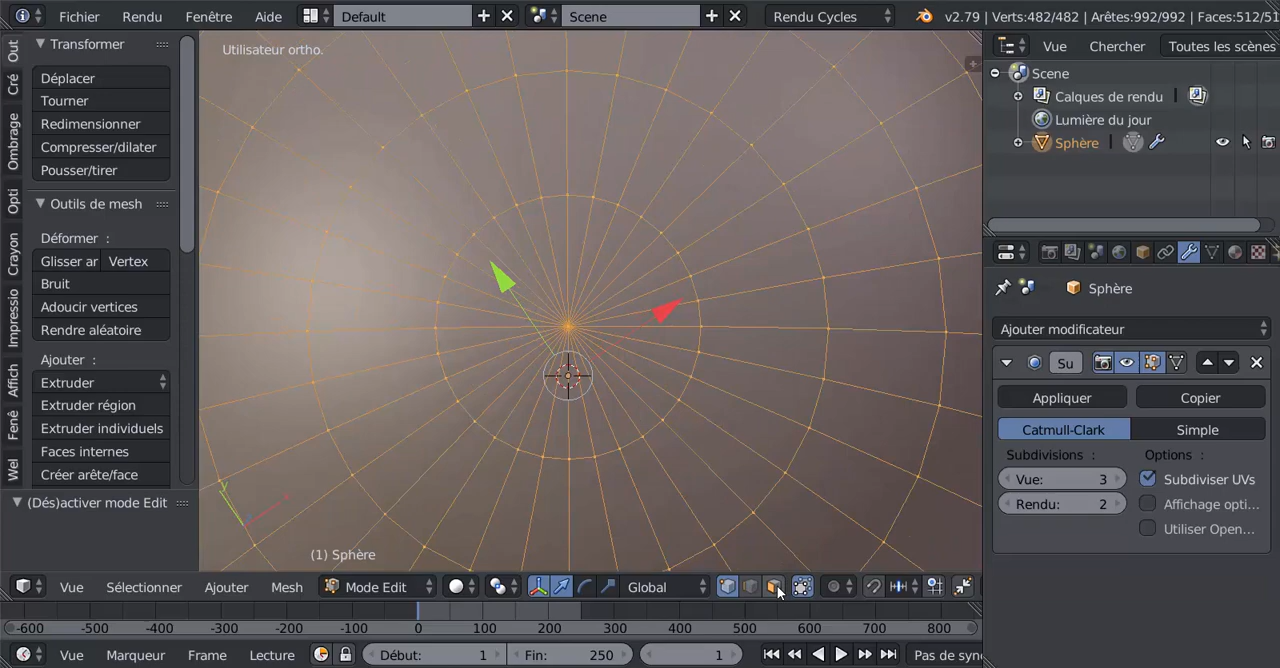 Fichier Rendu Fenêtre Aide Default Scene Rendu Cycles v2.79 | Verts:482/482 | Arêtes:992/992 | Faces:512/51
Out
Cré
Ombrage
Opti
Crayon
Impressio
Affich
Fenê
Wel
Transformer
Déplacer
Tourner
Redimensionner
Compresser/dilater
Pousser/tirer
Outils de mesh
Déformer :
Glisser ar Vertex
Bruit
Adoucir vertices
Rendre aléatoire
Ajouter :
Extruder
Extruder région
Extruder individuels
Faces internes
Créer arête/face
(Dés)activer mode Edit
Utilisateur ortho.
y
(1) Sphère
Vue Sélectionner Ajouter Mesh Mode Edit Global
-600 -500 -400 -300 -200 -100 0 100 200 300 400 500 600 700 800
Vue Marqueur Frame Lecture Début: 1 Fin: 250 1 Pas de syn
Vue Chercher Toutes les scènes
Scene
Calques de rendu
Lumière du jour
Sphère
Sphère
Ajouter modificateur
Su
Appliquer Copier
Catmull-Clark Simple
Subdivisions : Options :
Vue: 3 Subdiviser UVs
Rendu: 2 Affichage opti...
Utiliser Open...